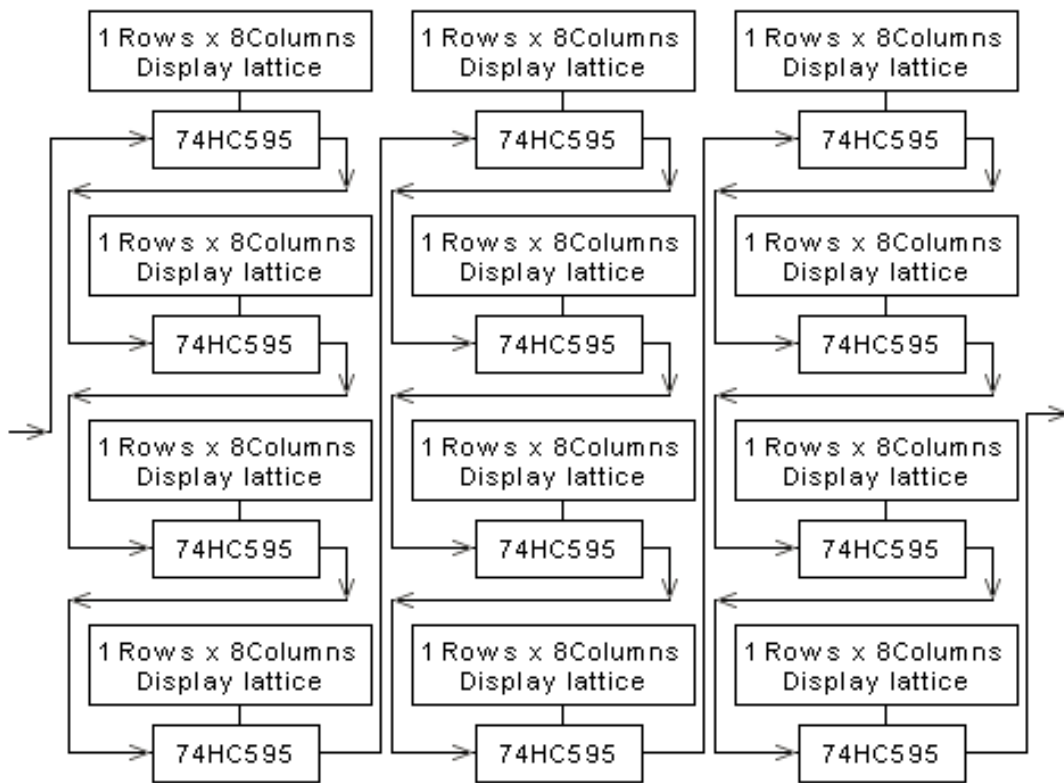 1 Rows x 8Columns
Display lattice
74HC595
1 Rows x 8Columns
Display lattice
74HC595
1 Rows x 8Columns
Display lattice
74HC595
1 Rows x 8Columns
Display lattice
74HC595
1 Rows x 8Columns
Display lattice
74HC595
1 Rows x 8Columns
Display lattice
74HC595
1 Rows x 8Columns
Display lattice
74HC595
1 Rows x 8Columns
Display lattice
74HC595
1 Rows x 8Columns
Display lattice
74HC595
1 Rows x 8Columns
Display lattice
74HC595
1 Rows x 8Columns
Display lattice
74HC595
1 Rows x 8Columns
Display lattice
74HC595